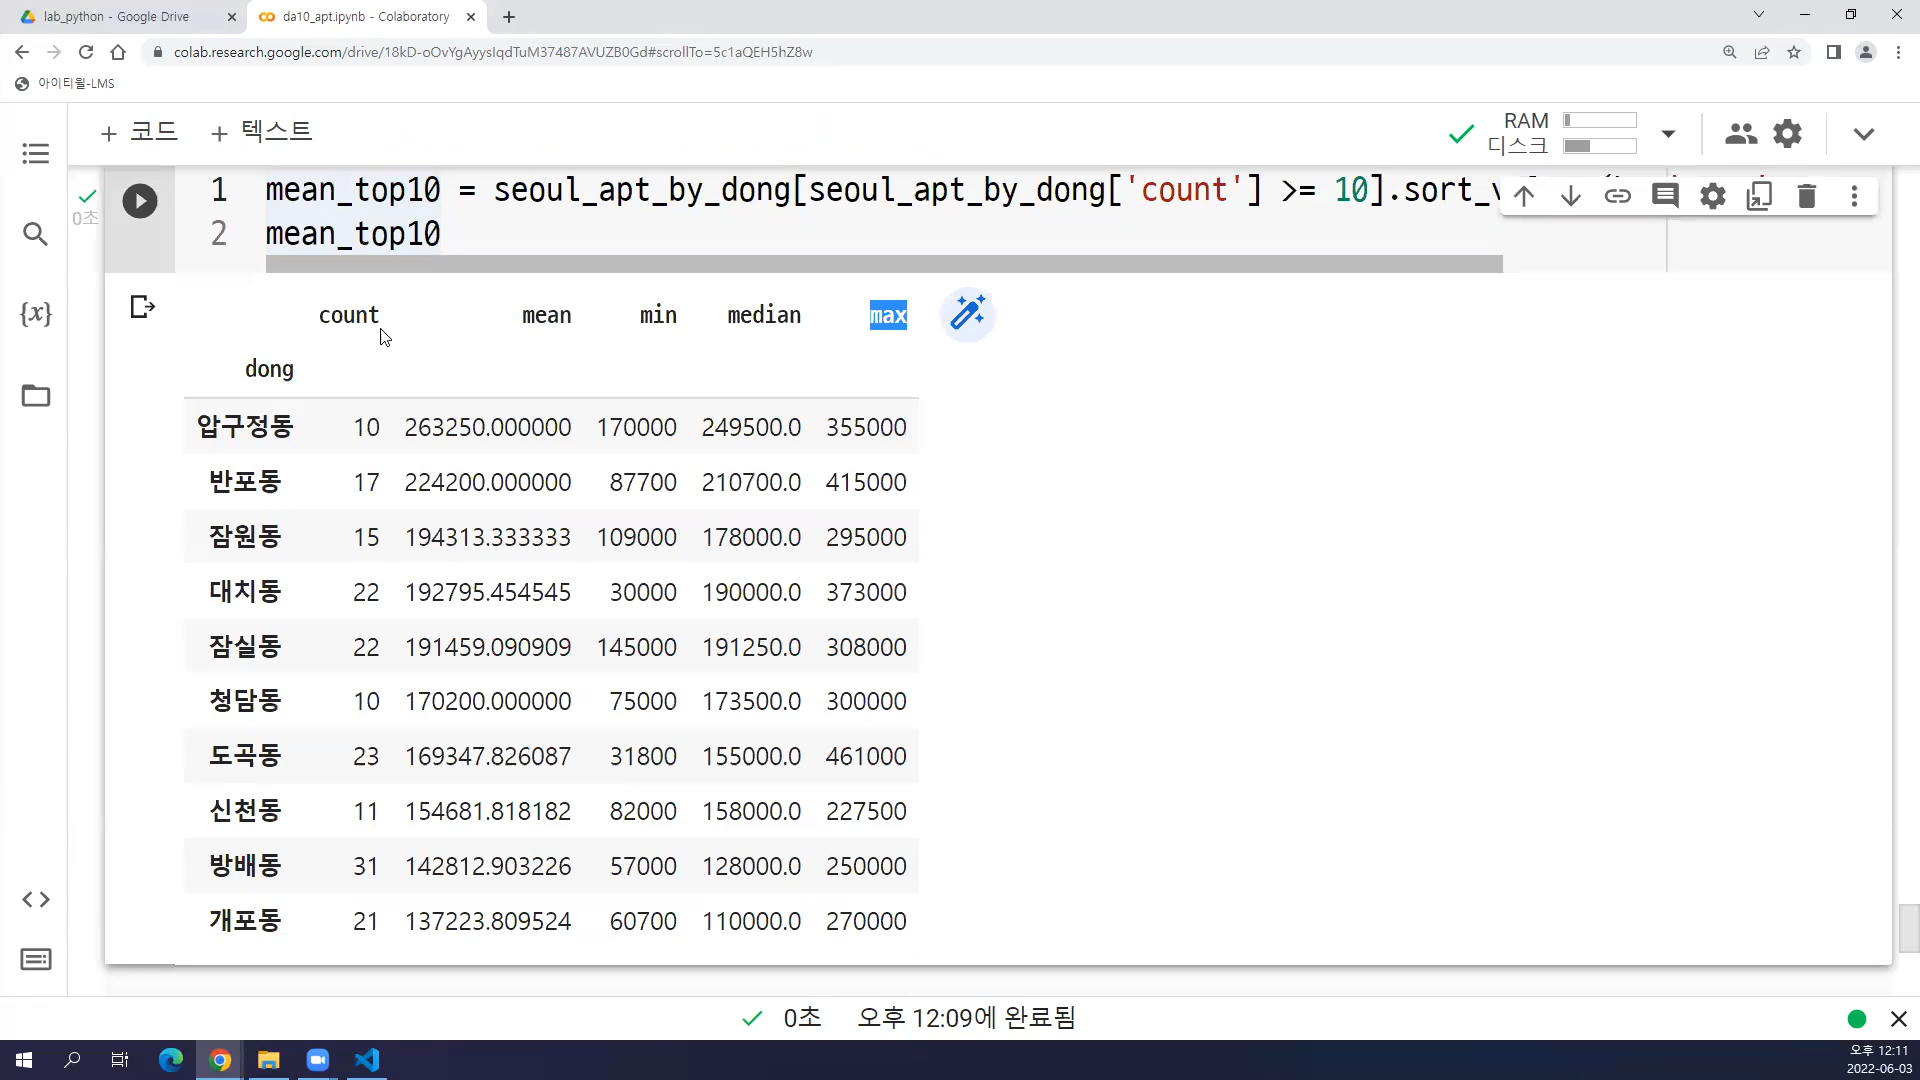 lab_python - Google Drive
da10_apt.ipynb - Colaboratory
colab.research.google.com/drive/18kD-oOvYgAyysIqdTuM37487AVUZB0Gd#scrollTo=5c1aQEH5hZ8w
아이티윌-LMS
+ 코드 + 텍스트
RAM
디스크
0초
1 mean_top10 = seoul_apt_by_dong[seoul_apt_by_dong['count'] >= 10].sort_v
2 mean_top10
{x}
count mean min median max
dong
압구정동 10 263250.000000 170000 249500.0 355000
반포동 17 224200.000000 87700 210700.0 415000
잠원동 15 194313.333333 109000 178000.0 295000
대치동 22 192795.454545 30000 190000.0 373000
잠실동 22 191459.090909 145000 191250.0 308000
청담동 10 170200.000000 75000 173500.0 300000
도곡동 23 169347.826087 31800 155000.0 461000
신천동 11 154681.818182 82000 158000.0 227500
방배동 31 142812.903226 57000 128000.0 250000
개포동 21 137223.809524 60700 110000.0 270000
0초 오후 12:09에 완료됨
오후 12:11
2022-06-03